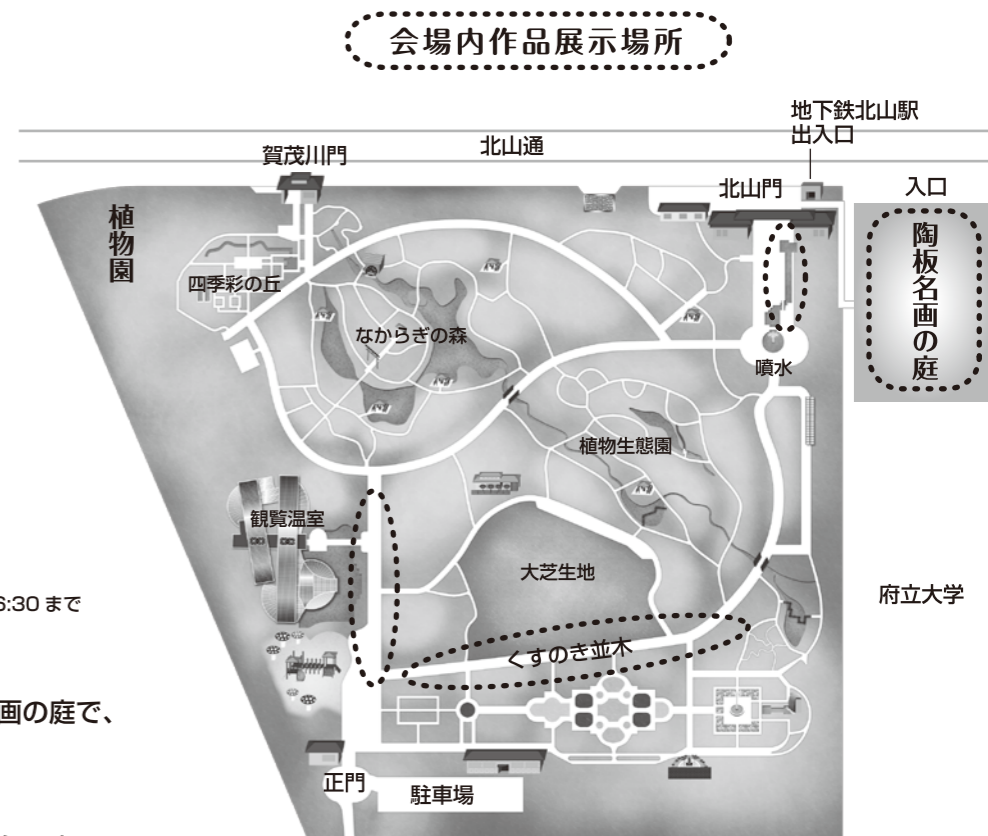 会場内作品展示場所
地下鉄北山駅
出入口
北山通
賀茂川門
北山門
入口
植物園
陶板名画の庭
四季彩の丘
なからぎの森
噴水
植物生態園
観覧温室
大芝生地
府立大学
:30 まで
くすのき並木
画の庭で、
正門
駐車場